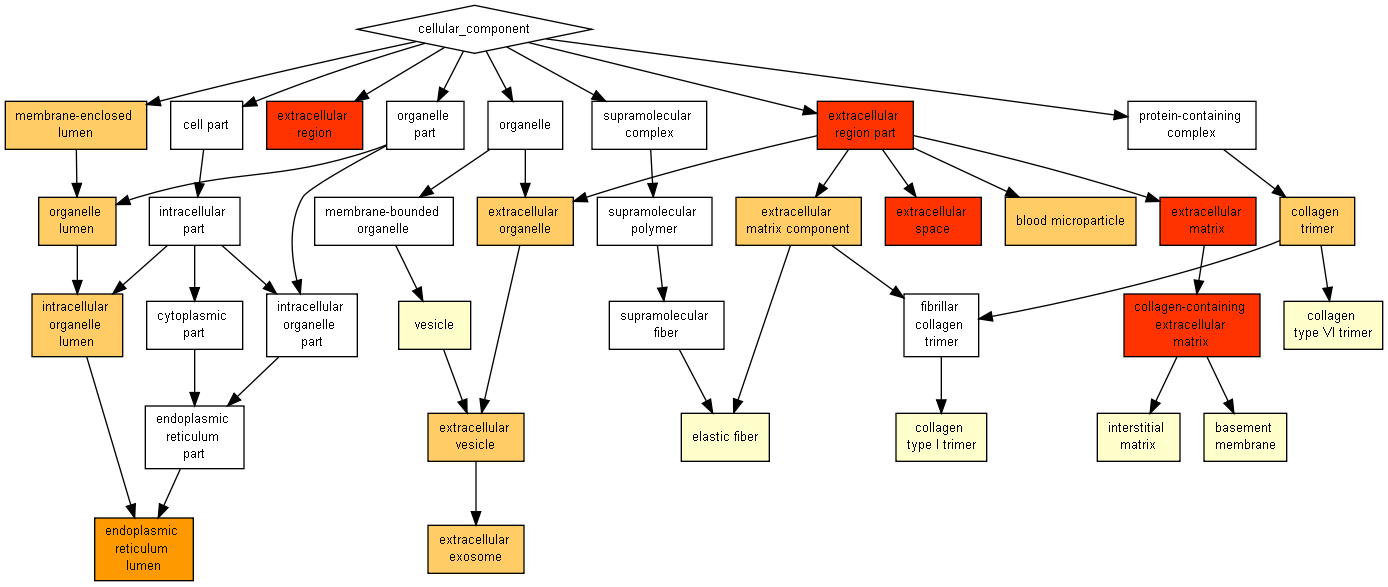 cellular_component
membrane-enclosed
lumen
cell part
extracellular
region
organelle
part
organelle
supramolecular
complex
extracellular
region part
protein-containing
complex
organelle
lumen
intracellular
part
membrane-bounded
organelle
extracellular
organelle
supramolecular
polymer
extracellular
matrix component
extracellular
space
blood microparticle
extracellular
matrix
collagen
trimer
intracellular
organelle
lumen
cytoplasmic
part
intracellular
organelle
part
vesicle
supramolecular
fiber
fibrillar
collagen
trimer
collagen-containing
extracellular
matrix
collagen
type VI trimer
endoplasmic
reticulum
part
extracellular
vesicle
elastic fiber
collagen
type I trimer
interstitial
matrix
basement
membrane
endoplasmic
reticulum
lumen
extracellular
exosome